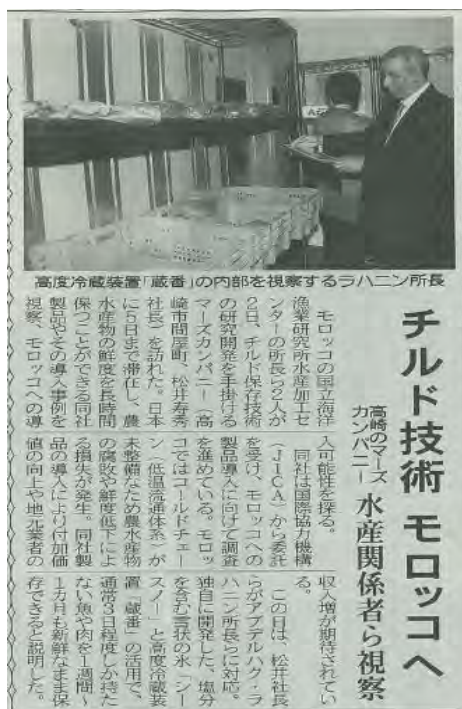 チルド技術 モロッコへ
高崎のマーズ
カンパニー
水産関係者ら視察
高度冷蔵装置「蔵番」の内部を視察するラハニン所長
モロッコの国立海洋
漁業研究所水産加工セ
ンターの所長ら2人が
2日、チルド保存技術
の研究開発を手掛ける
マーズカンパニー(高
崎市問屋町、松井寿秀
社長)を訪れた。日本
に5日まで滞在し、農
水産物の鮮度を長時間
保つことができる同社
製品やその導入事例を
視察、モロッコへの導
入可能性を探る。
同社は国際協力機構
(JICA)から委託
を受け、モロッコへの
製品導入に向けて調査
を進めている。モロッ
コではコールドチェー
ン(低温流通体系)が
未整備なため農水産物
の腐敗や鮮度低下によ
る損失が発生。同社製
品の導入により付加価
値の向上や地元業者の
収入増が期待されてい
る。
この日は、松井社長
らがアブデルハク・ラ
ハニン所長らに対応。
独自に開発した、塩分
を含む雪状の氷「シー
スノー」と高度冷蔵装
置「蔵番」の活用で、
通常3日程度しか持た
ない魚や肉を1週間〜
1カ月も新鮮なまま保
存できると説明した。